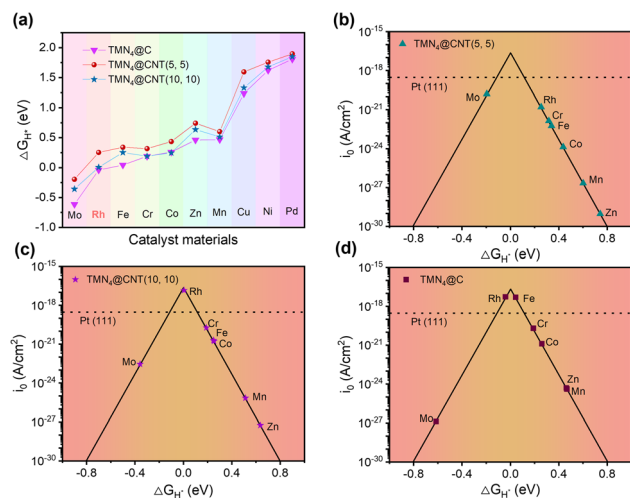 (a)
TMN₄@C
TMN₄@CNT(5, 5)
TMN₄@CNT(10, 10)
2.0
1.5
1.0
0.5
0.0
-0.5
-1.0
△G_H* (eV)
Mo Rh Fe Cr Co Zn Mn Cu Ni Pd
Catalyst materials
(b)
TMN₄@CNT(5, 5)
10⁻¹⁵
10⁻¹⁸
10⁻²¹
10⁻²⁴
10⁻²⁷
10⁻³⁰
i₀ (A/cm²)
Pt (111)
Mo
Rh
Cr
Fe
Co
Mn
Zn
-0.8 -0.4 0.0 0.4 0.8
△G_H* (eV)
(c)
TMN₄@CNT(10, 10)
10⁻¹⁵
10⁻¹⁸
10⁻²¹
10⁻²⁴
10⁻²⁷
10⁻³⁰
i₀ (A/cm²)
Rh
Pt (111)
Cr
Fe
Co
Mo
Mn
Zn
-0.8 -0.4 0.0 0.4 0.8
△G_H* (eV)
(d)
TMN₄@C
10⁻¹⁵
10⁻¹⁸
10⁻²¹
10⁻²⁴
10⁻²⁷
10⁻³⁰
i₀ (A/cm²)
Rh Fe
Pt (111)
Cr
Co
Zn
Mn
Mo
-0.8 -0.4 0.0 0.4 0.8
△G_H* (eV)